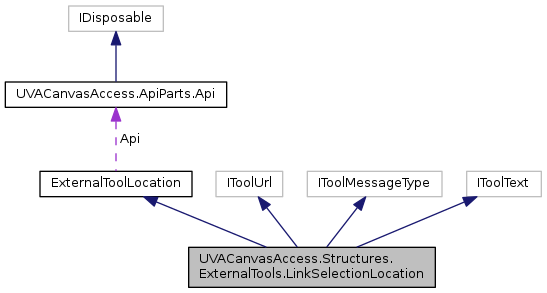 IDisposable
UVACanvasAccess.ApiParts.Api
Api
ExternalToolLocation
IToolUrl
IToolMessageType
IToolText
UVACanvasAccess.Structures.
ExternalTools.LinkSelectionLocation